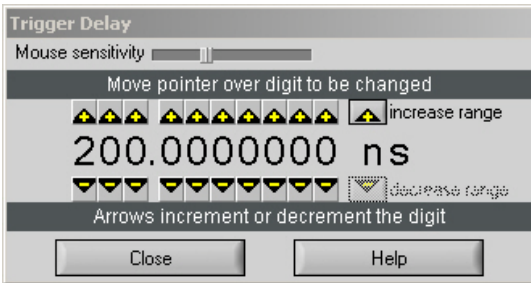 Trigger Delay
Mouse sensitivity
Move pointer over digit to be changed
increase range
200.0000000 ns
decrease range
Arrows increment or decrement the digit
Close Help